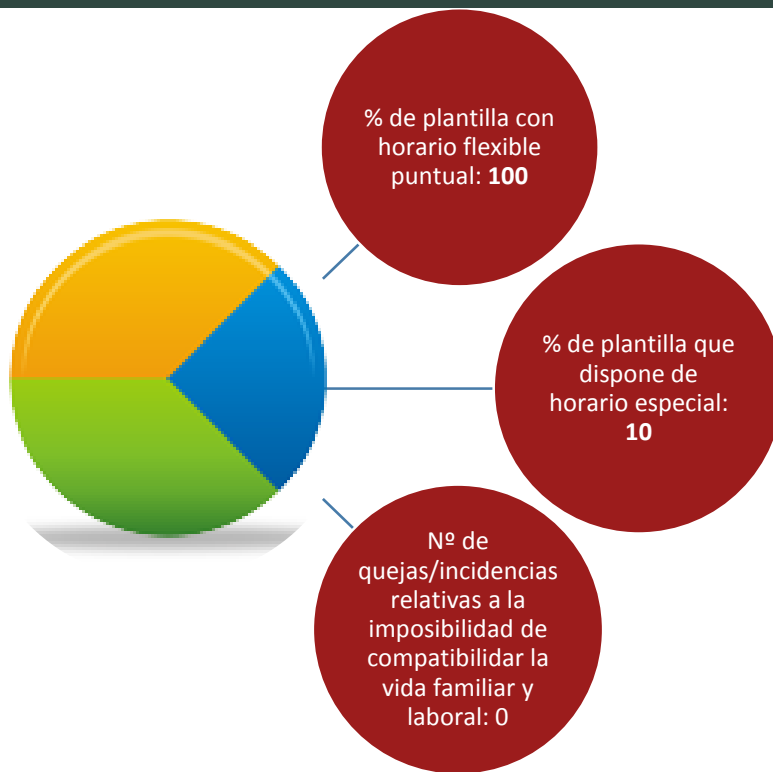 % de plantilla con
horario flexible
puntual: 100
% de plantilla que
dispone de
horario especial:
10
Nº de
quejas/incidencias
relativas a la
imposibilidad de
compatibilidar la
vida familiar y
laboral: 0